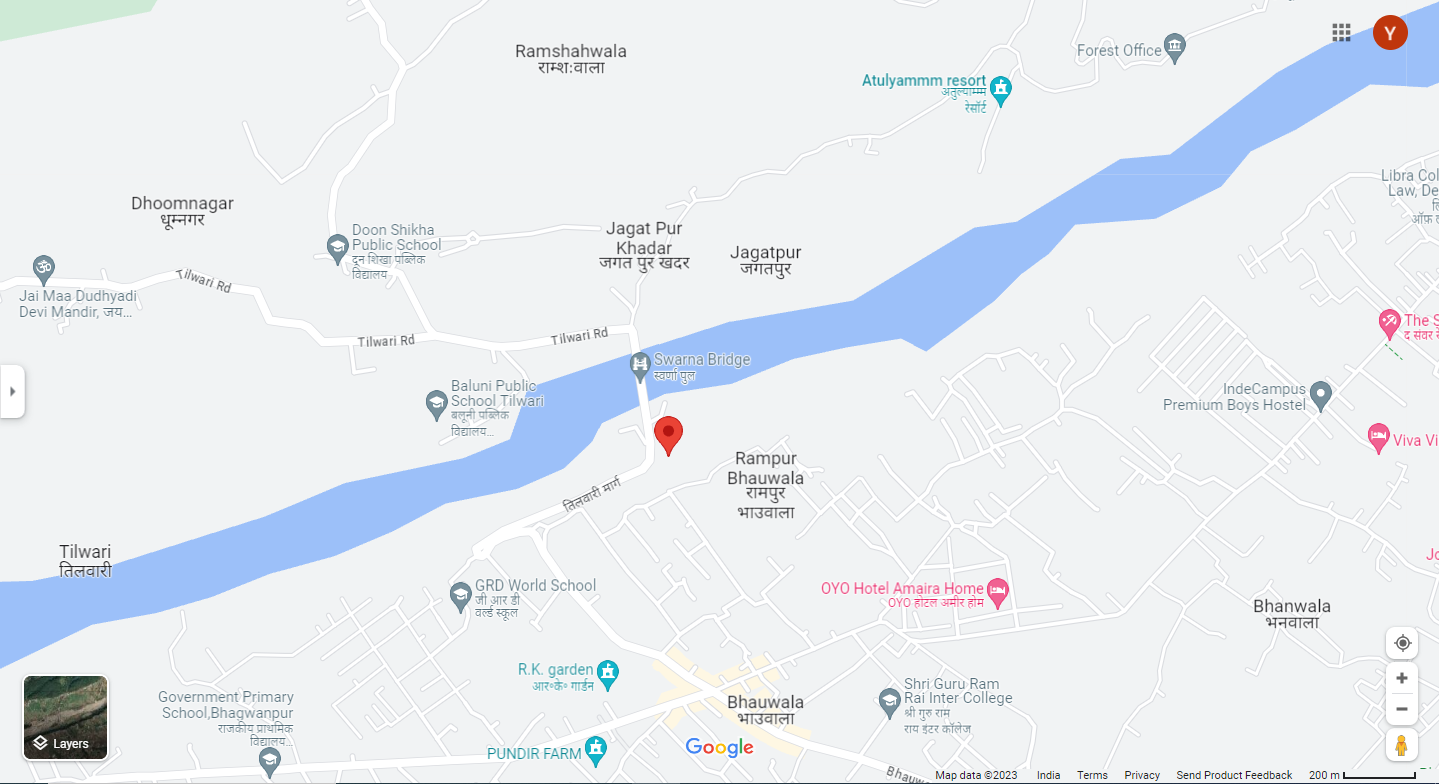 Ramshahwala
राम्शःवाला
Forest Office
Y
Atulyammm resort
अतुल्याम्मम
रेसॉर्ट
Libra Col
Law, De
Dhoomnagar
धूम्नगर
Doon Shikha
Public School
दून शिखा पब्लिक
विद्यालय
Jagat Pur
Khadar
जगत पुर खदर
Jagatpur
जगतपुर
Jai Maa Dudhyadi
Devi Mandir, जय...
Tilwari Rd
Tilwari Rd
Tilwari Rd
The S
द संवर
Swarna Bridge
स्वर्णा पुल
Baluni Public
School Tilwari
बलूनी पब्लिक
विद्यालय...
IndeCampus
Premium Boys Hostel
Viva Vi
Rampur
Bhauwala
रामपुर
भाउवाला
तिलवारी मार्ग
Tilwari
तिलवारी
GRD World School
जी आर डी
वर्ल्ड स्कूल
OYO Hotel Amaira Home
OYO होटल अमीर होम
Jo
Bhanwala
भनवाला
R.K. garden
आर॰के॰ गार्डन
Government Primary
School,Bhagwanpur
राजकीय प्राथमिक
विद्यालय...
Bhauwala
भाउवाला
Shri Guru Ram
Rai Inter College
श्री गुरु राम
राय इंटर कॉलेज
PUNDIR FARM
Google
Layers
Bhauw
Map data ©2023 India Terms Privacy Send Product Feedback 200 m